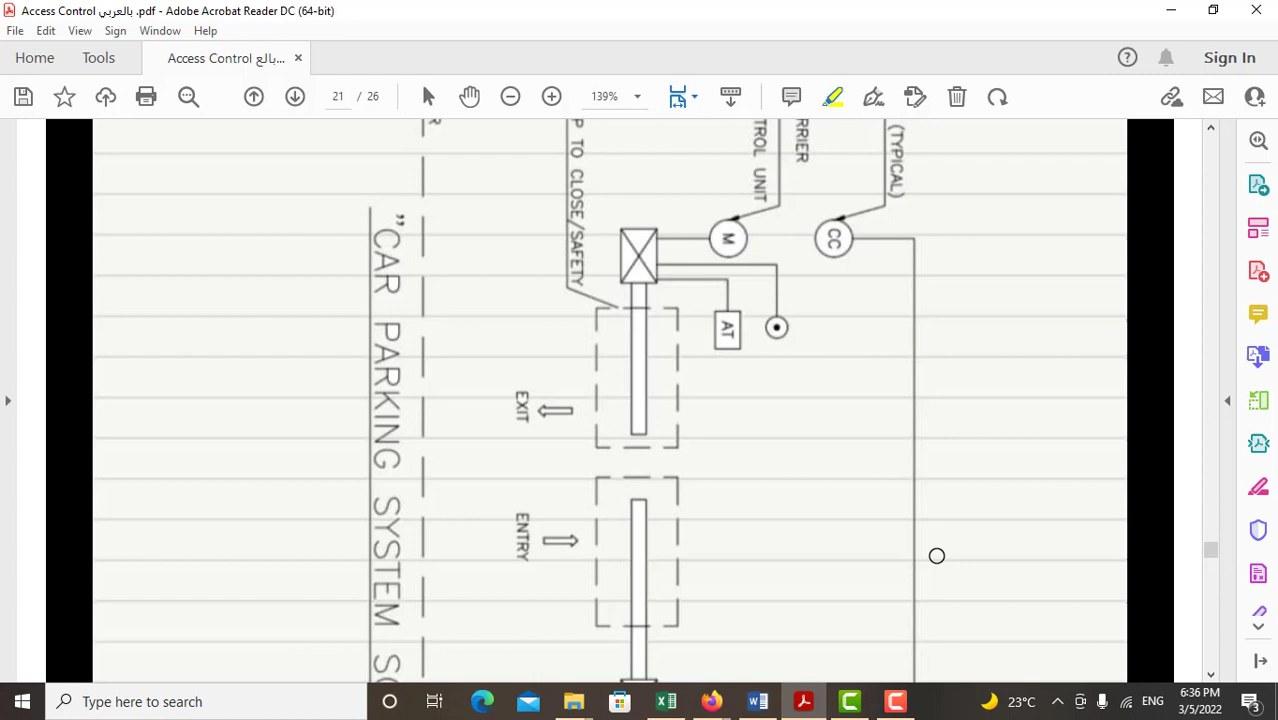 Access Control بالعربي .pdf - Adobe Acrobat Reader DC (64-bit)
File Edit View Sign Window Help
Home Tools Access Control بالع... × Sign In
21 / 26 139%
(TYPICAL)
CC
RRIER
TROL UNIT
M
AT
P TO CLOSE/SAFETY
EXIT
ENTRY
R
"CAR PARKING SYSTEM SC
Type here to search
23°C ENG 6:36 PM
3/5/2022
3